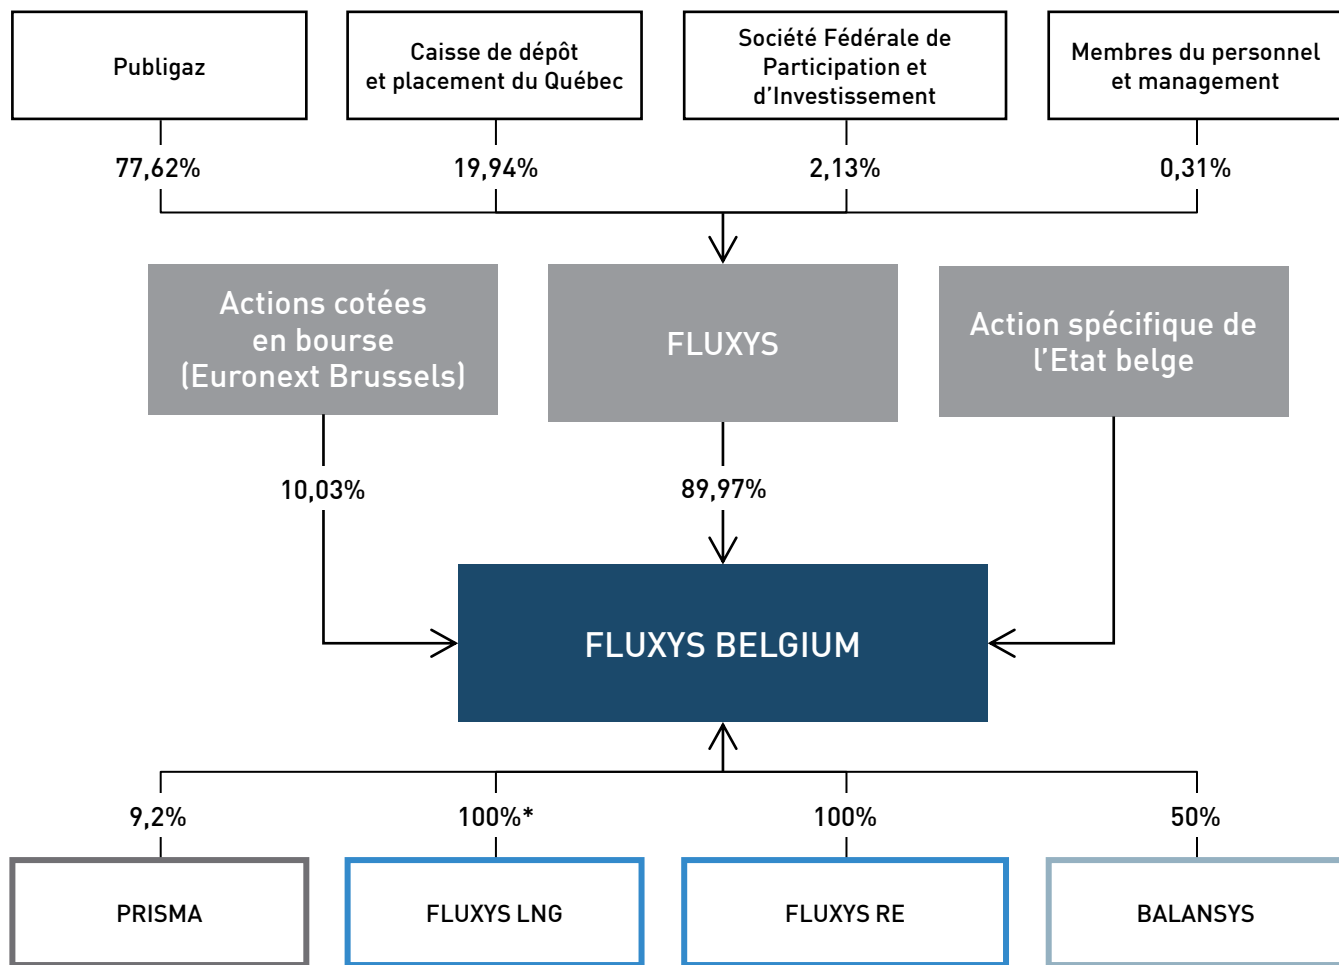 Publigaz
Caisse de dépôt
et placement du Québec
Société Fédérale de
Participation et
d'Investissement
Membres du personnel
et management
77,62%
19,94%
2,13%
0,31%
Actions cotées
en bourse
(Euronext Brussels)
FLUXYS
Action spécifique de
l'Etat belge
10,03%
89,97%
FLUXYS BELGIUM
9,2%
100%*
100%
50%
PRISMA
FLUXYS LNG
FLUXYS RE
BALANSYS